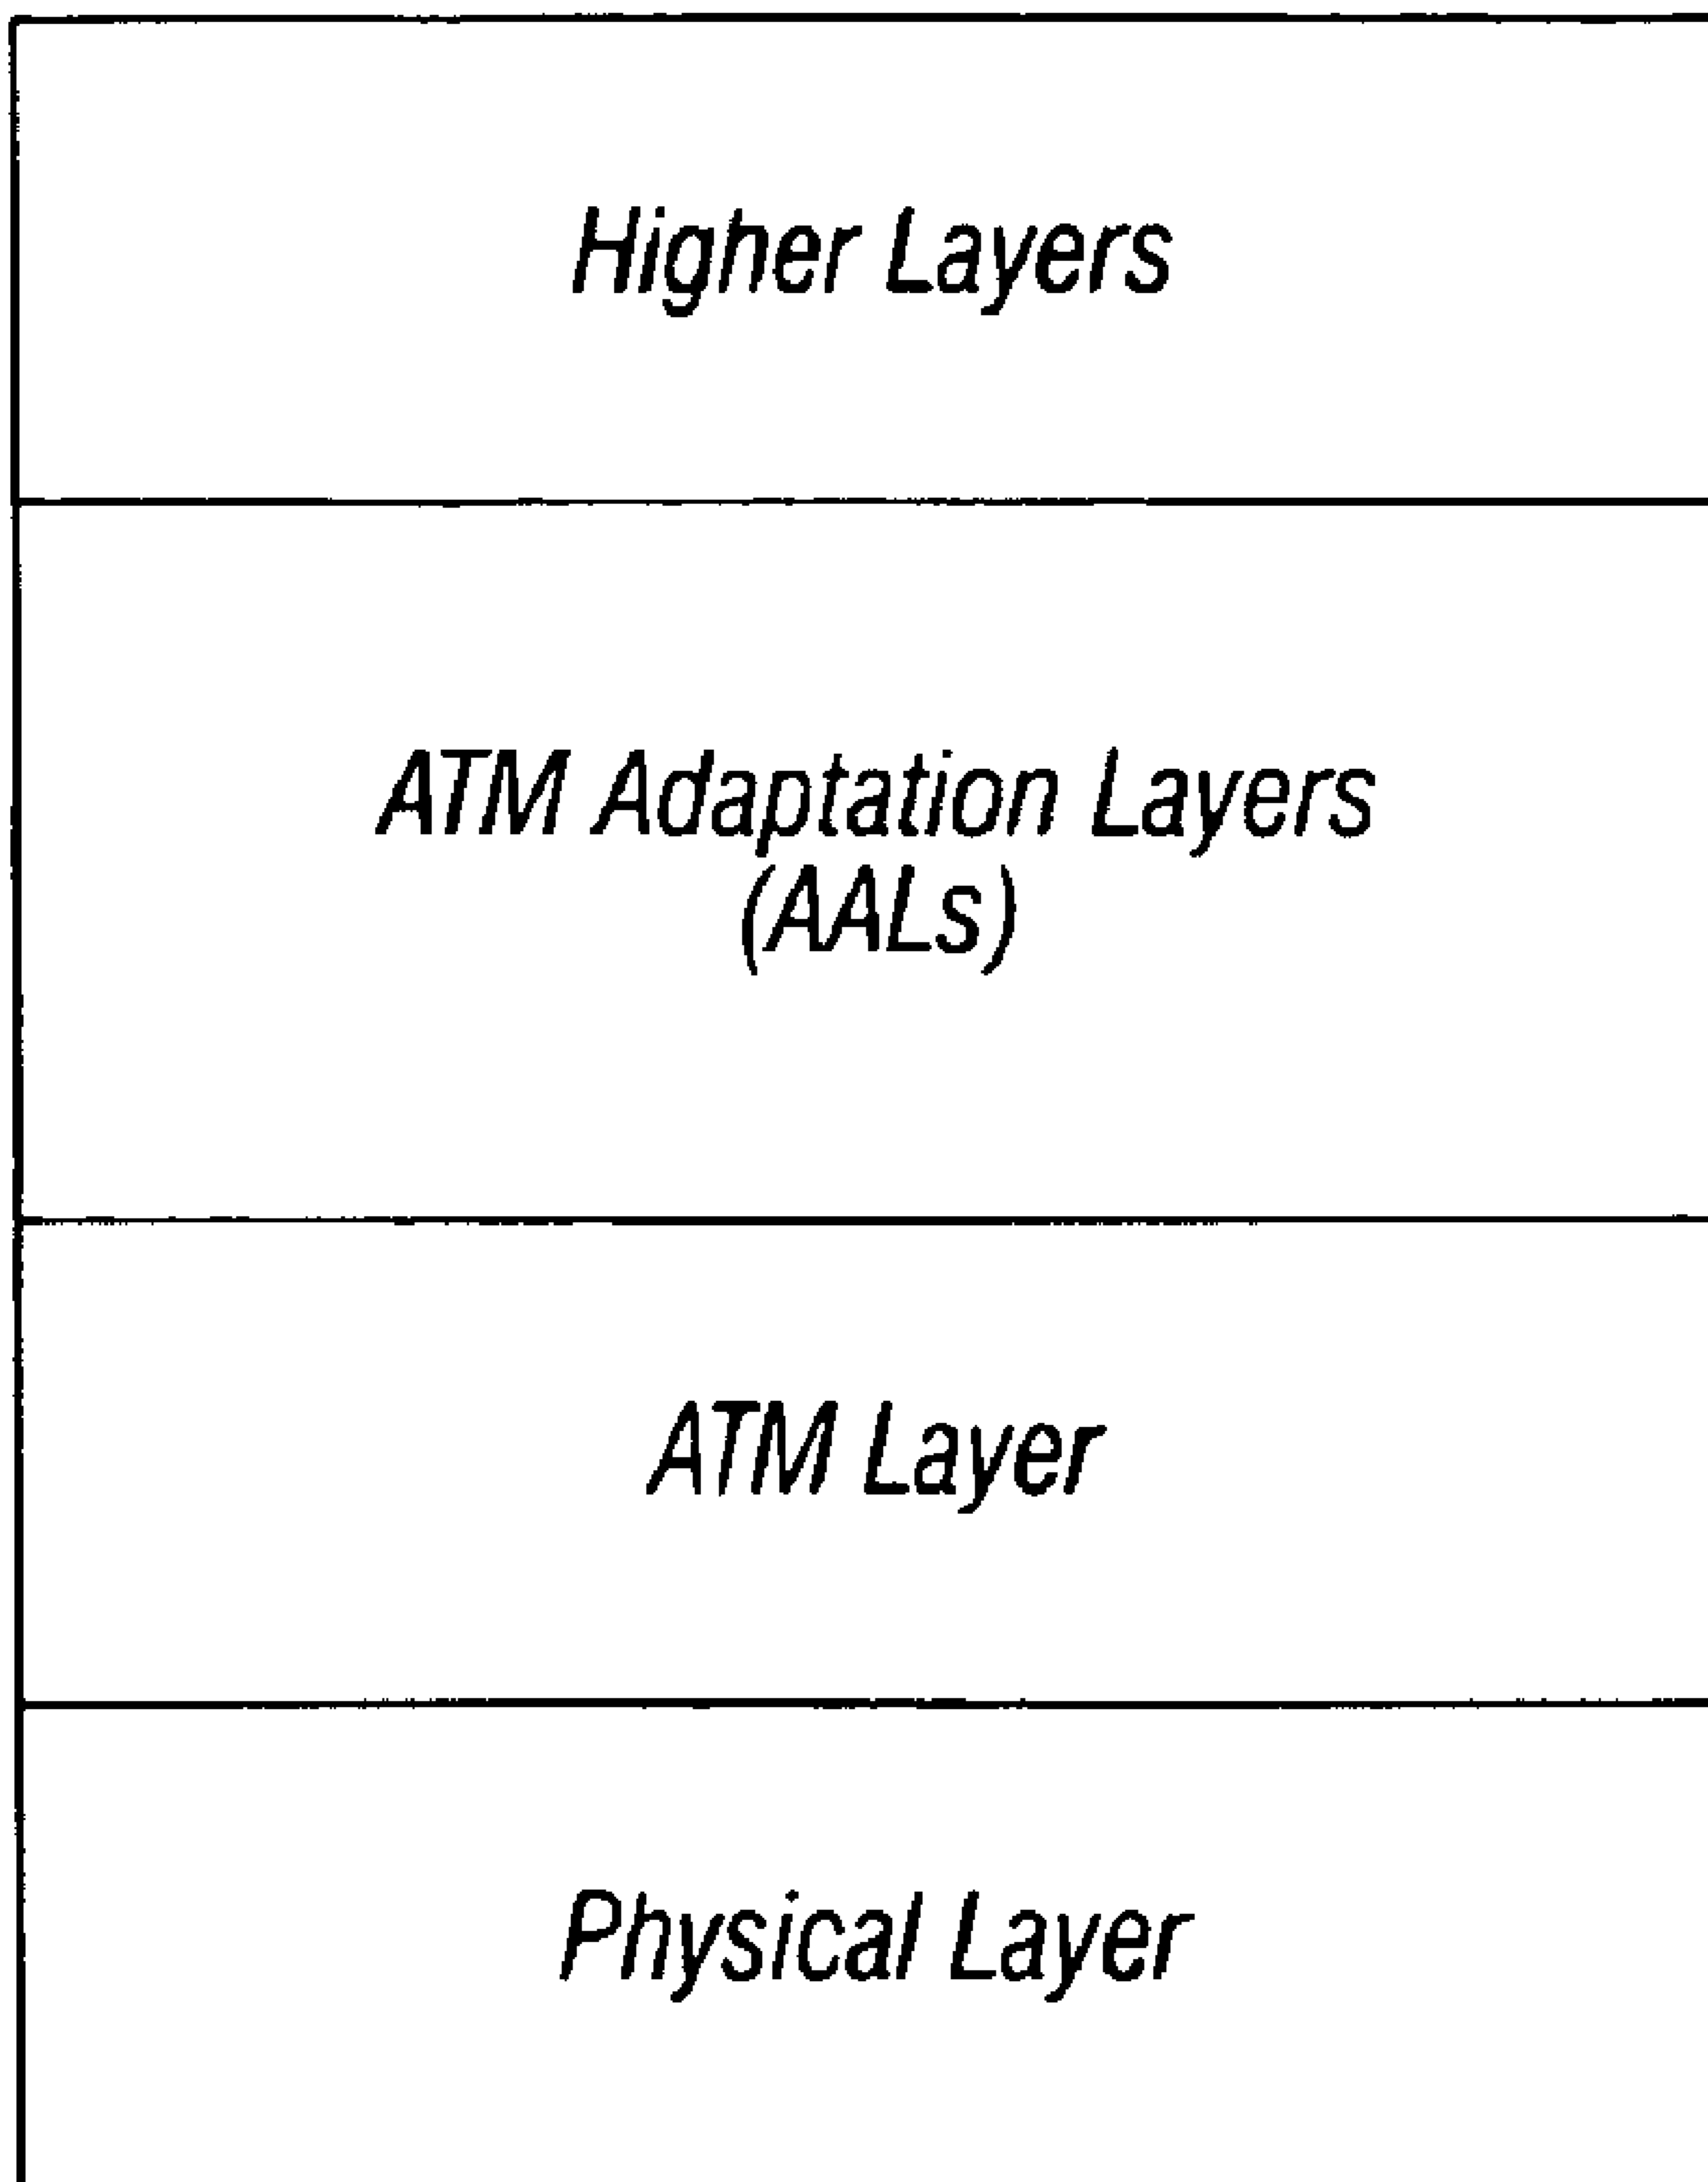 Higher Layers
ATM Adaptation Layers
(AALs)
ATM Layer
Physical Layer